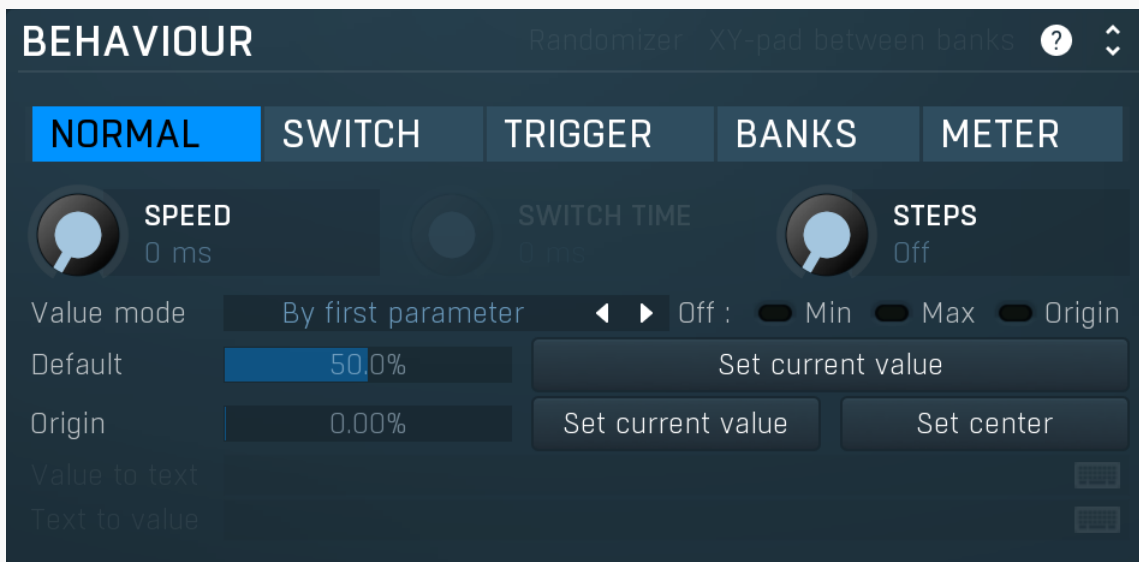 BEHAVIOUR Randomizer XY-pad between banks ?
NORMAL SWITCH TRIGGER BANKS METER
SPEED SWITCH TIME STEPS
0 ms 0 ms Off
Value mode By first parameter Off : Min Max Origin
Default 50.0% Set current value
Origin 0.00% Set current value Set center
Value to text
Text to value